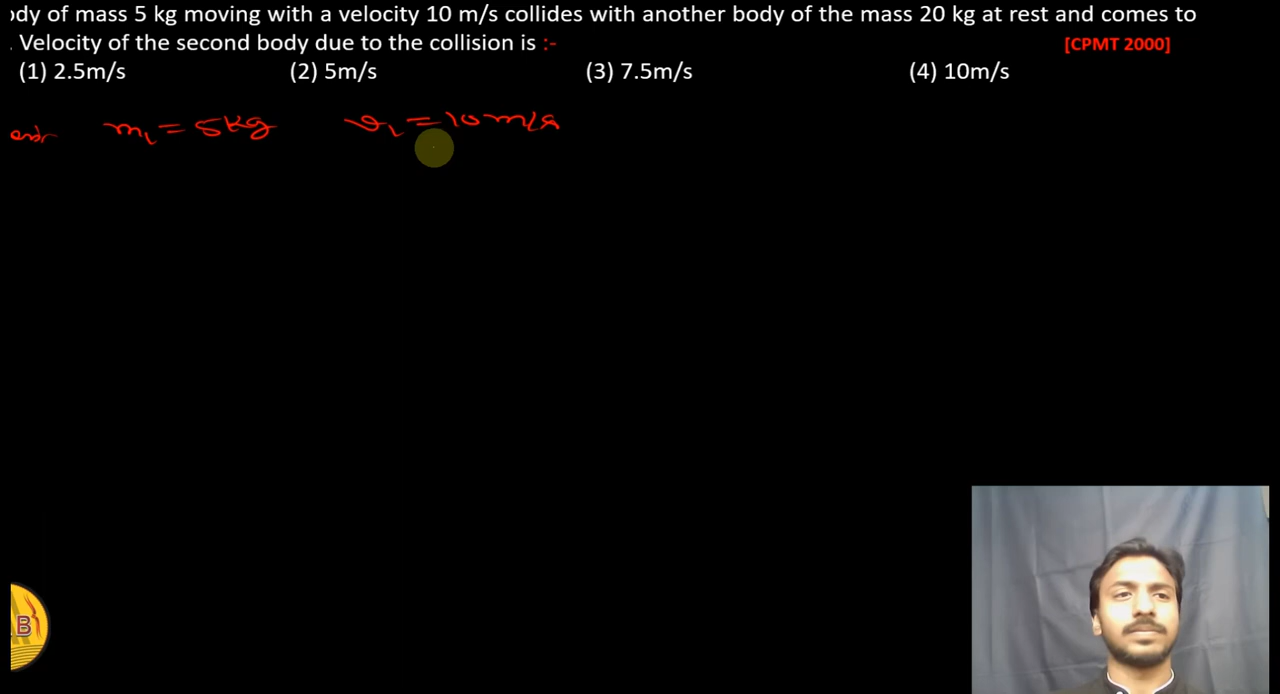 ody of mass 5 kg moving with a velocity 10 m/s collides with another body of the mass 20 kg at rest and comes to
. Velocity of the second body due to the collision is :- [CPMT 2000]
(1) 2.5m/s (2) 5m/s (3) 7.5m/s (4) 10m/s
m₁ = 5kg v₁ = 10 m/s
B